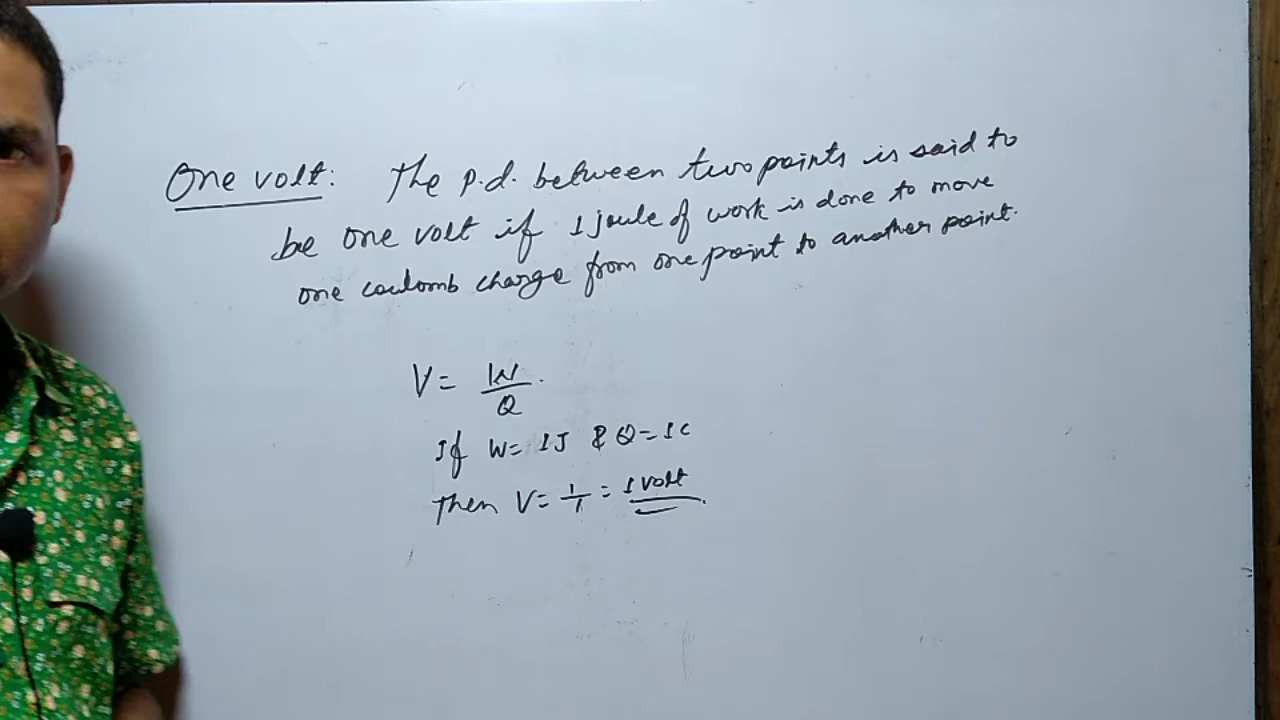 One volt: The p.d. between two points is said to
be one volt if 1 joule of work is done to move
one coulomb charge from one point to another point.
V = W/Q.
If W = 1J & Q = 1C
Then V = 1/1 = 1 volt.